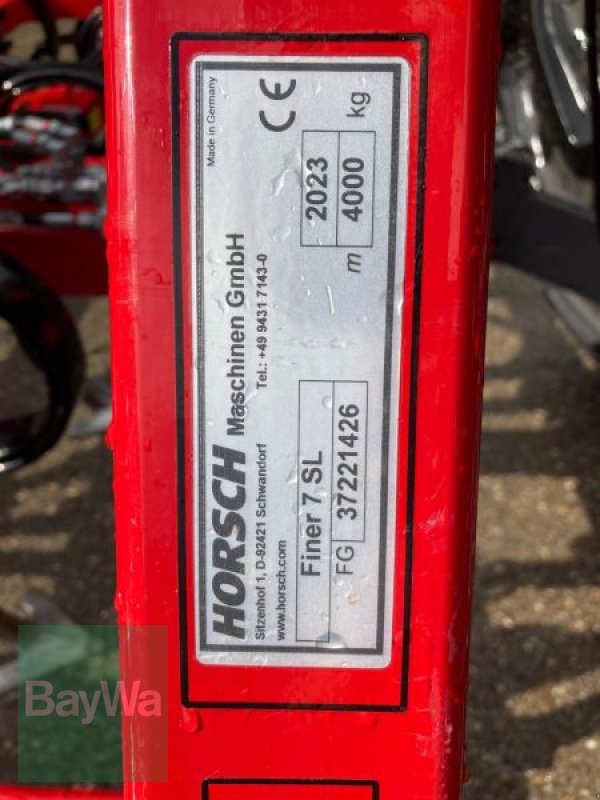 HORSCH Maschinen GmbH
Made in Germany
Sitzenhof 1, D-92421 Schwandorf Tel.: +49 9431 7143-0
www.horsch.com
CE
Finer 7 SL
2023
FG 37221426
m 4000 kg
BayWa